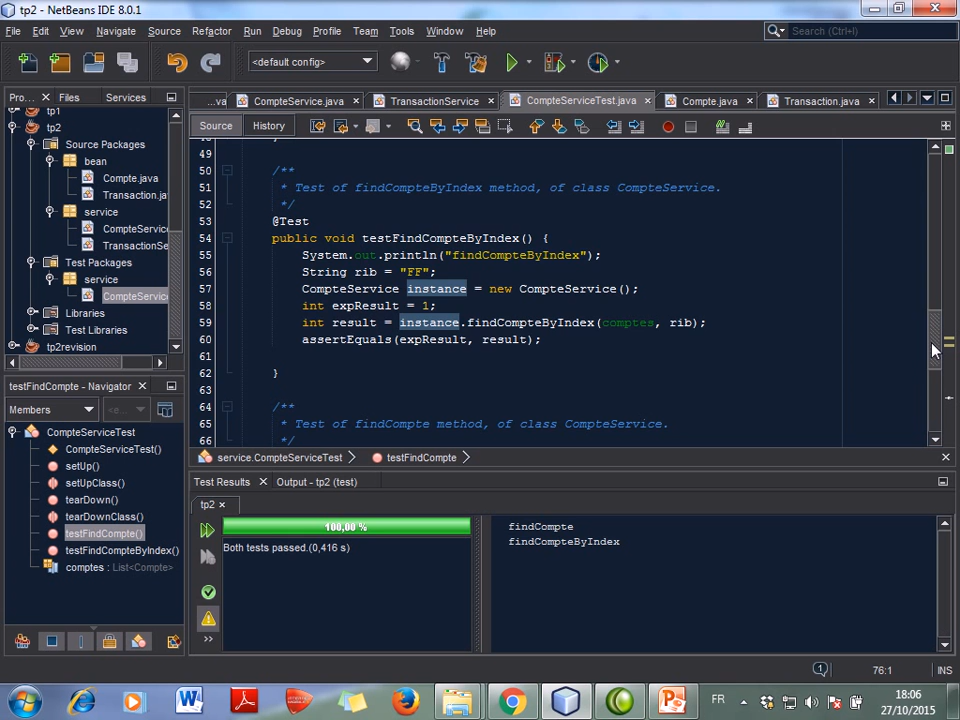 tp2 - NetBeans IDE 8.0.1
File Edit View Navigate Source Refactor Run Debug Profile Team Tools Window Help
Search (Ctrl+I)
<default config>
Pro... Files Services
...va CompteService.java TransactionService CompteServiceTest.java Compte.java Transaction.java
Source History
tp1
tp2
Source Packages
bean
Compte.java
Transaction.ja
service
CompteServic
TransactionSe
Test Packages
service
CompteServic
Libraries
Test Libraries
tp2revision
49
50 /**
51 * Test of findCompteByIndex method, of class CompteService.
52 */
53 @Test
54 public void testFindCompteByIndex() {
55 System.out.println("findCompteByIndex");
56 String rib = "FF";
57 CompteService instance = new CompteService();
58 int expResult = 1;
59 int result = instance.findCompteByIndex(comptes, rib);
60 assertEquals(expResult, result);
61
62 }
63
64 /**
65 * Test of findCompte method, of class CompteService.
66 */
service.CompteServiceTest testFindCompte
testFindCompte - Navigator
Members <e...
CompteServiceTest
CompteServiceTest()
setUp()
setUpClass()
tearDown()
tearDownClass()
testFindCompte()
testFindCompteByIndex()
comptes : List<Compte>
Test Results Output - tp2 (test)
tp2
100,00 %
Both tests passed.(0,416 s)
findCompte
findCompteByIndex
1 76:1 INS
FR
18:06
27/10/2015